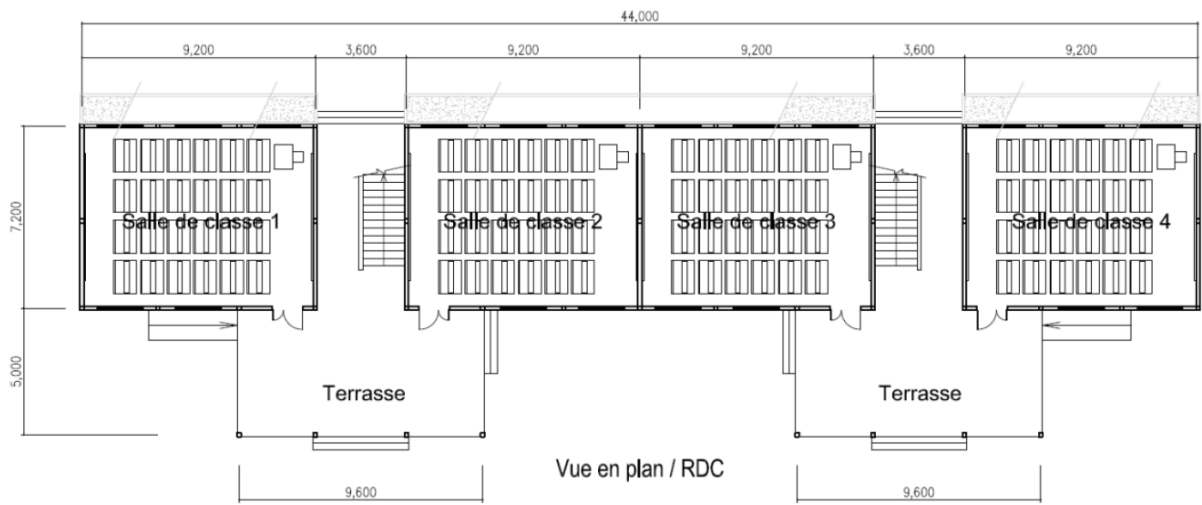 44,000
9,200 3,600 9,200 9,200 3,600 9,200
7,200
Salle de classe 1 Salle de classe 2 Salle de classe 3 Salle de classe 4
5,000
Terrasse Terrasse
Vue en plan / RDC
9,600 9,600